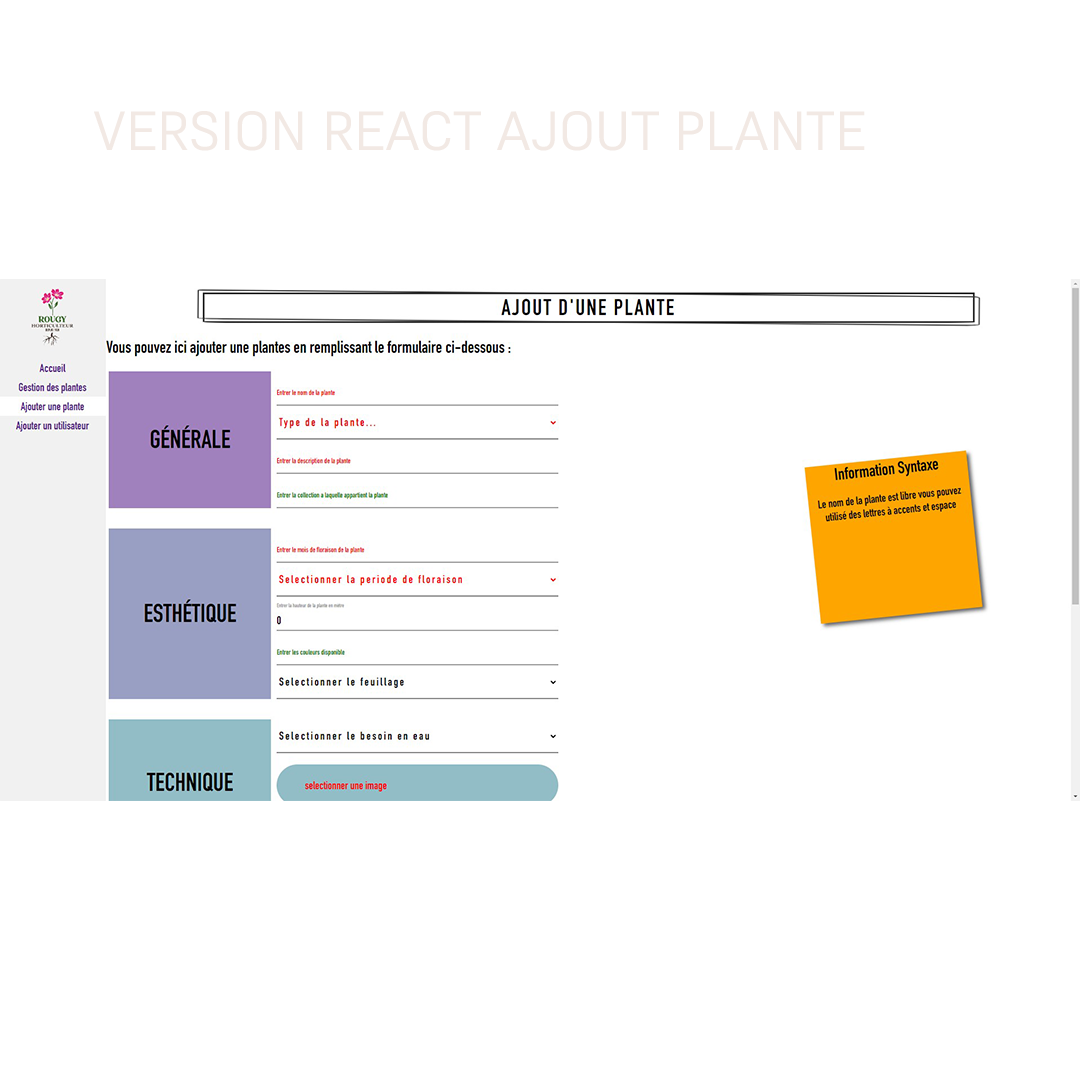 VERSION REACT AJOUT PLANTE
ROUGY
HORTICULTEUR
Accueil
Gestion des plantes
Ajouter une plante
Ajouter un utilisateur
AJOUT D'UNE PLANTE
Vous pouvez ici ajouter une plantes en remplissant le formulaire ci-dessous :
GÉNÉRALE
Entrer le nom de la plante
Type de la plante...
Entrer la description de la plante
Entrer la collection a laquelle appartient la plante
ESTHÉTIQUE
Entrer le mois de floraison de la plante
Selectionner la periode de floraison
Entrer la hauteur de la plante en mètre
0
Entrer les couleurs disponible
Selectionner le feuillage
TECHNIQUE
Selectionner le besoin en eau
selectionner une image
Information Syntaxe
Le nom de la plante est libre vous pouvez
utilisé des lettres à accents et espace